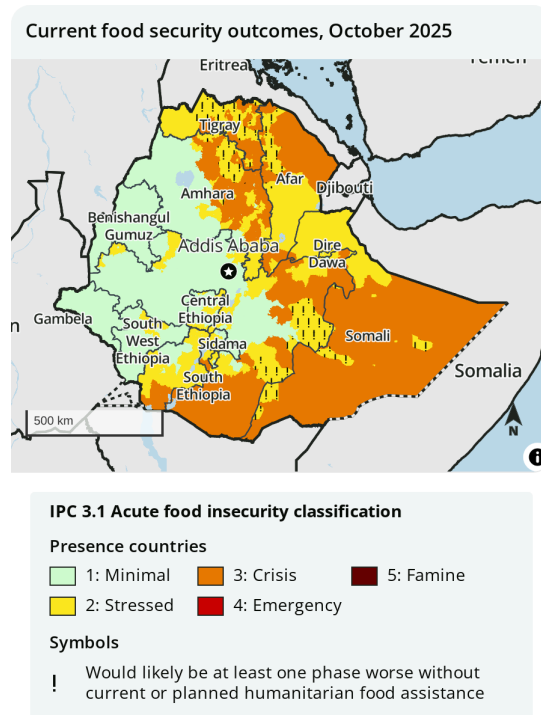 Current food security outcomes, October 2025
Yemen
Eritrea
Tigray
Afar
Amhara
Djibouti
Benishangul
Gumuz
Addis Ababa
Dire
Dawa
Central
Ethiopia
Gambela
South
West
Ethiopia
Sidama
Somali
South
Ethiopia
Somalia
500 km
N
IPC 3.1 Acute food insecurity classification
Presence countries
1: Minimal
3: Crisis
5: Famine
2: Stressed
4: Emergency
Symbols
! Would likely be at least one phase worse without
current or planned humanitarian food assistance